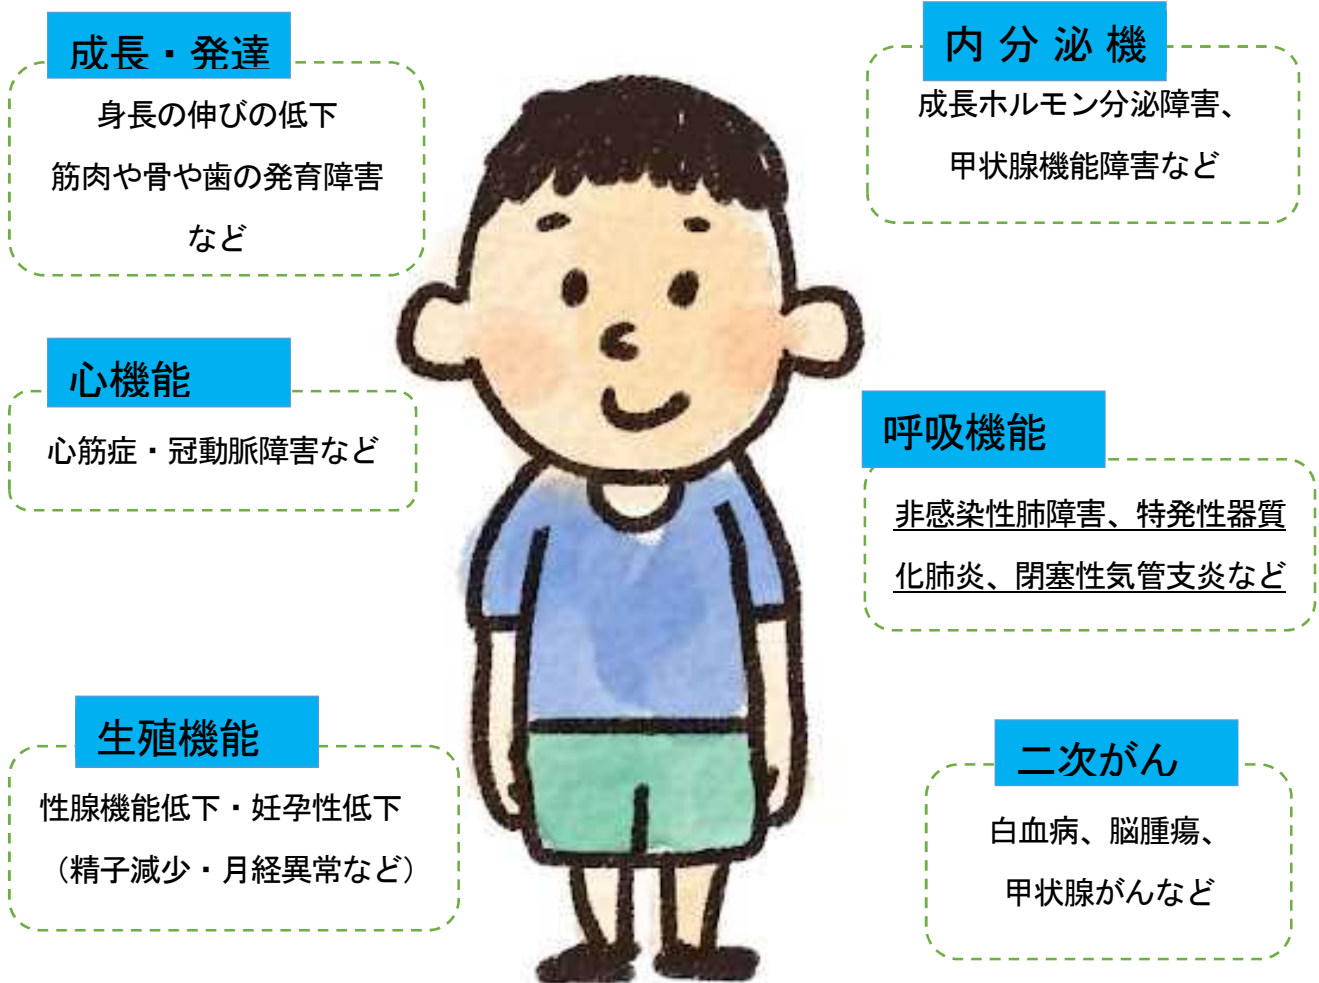 成長・発達
身長の伸びの低下
筋肉や骨や歯の発育障害
など
内分泌機
成長ホルモン分泌障害、
甲状腺機能障害など
心機能
心筋症・冠動脈障害など
呼吸機能
非感染性肺障害、特発性器質
化肺炎、閉塞性気管支炎など
生殖機能
性腺機能低下・妊孕性低下
（精子減少・月経異常など）
二次がん
白血病、脳腫瘍、
甲状腺がんなど